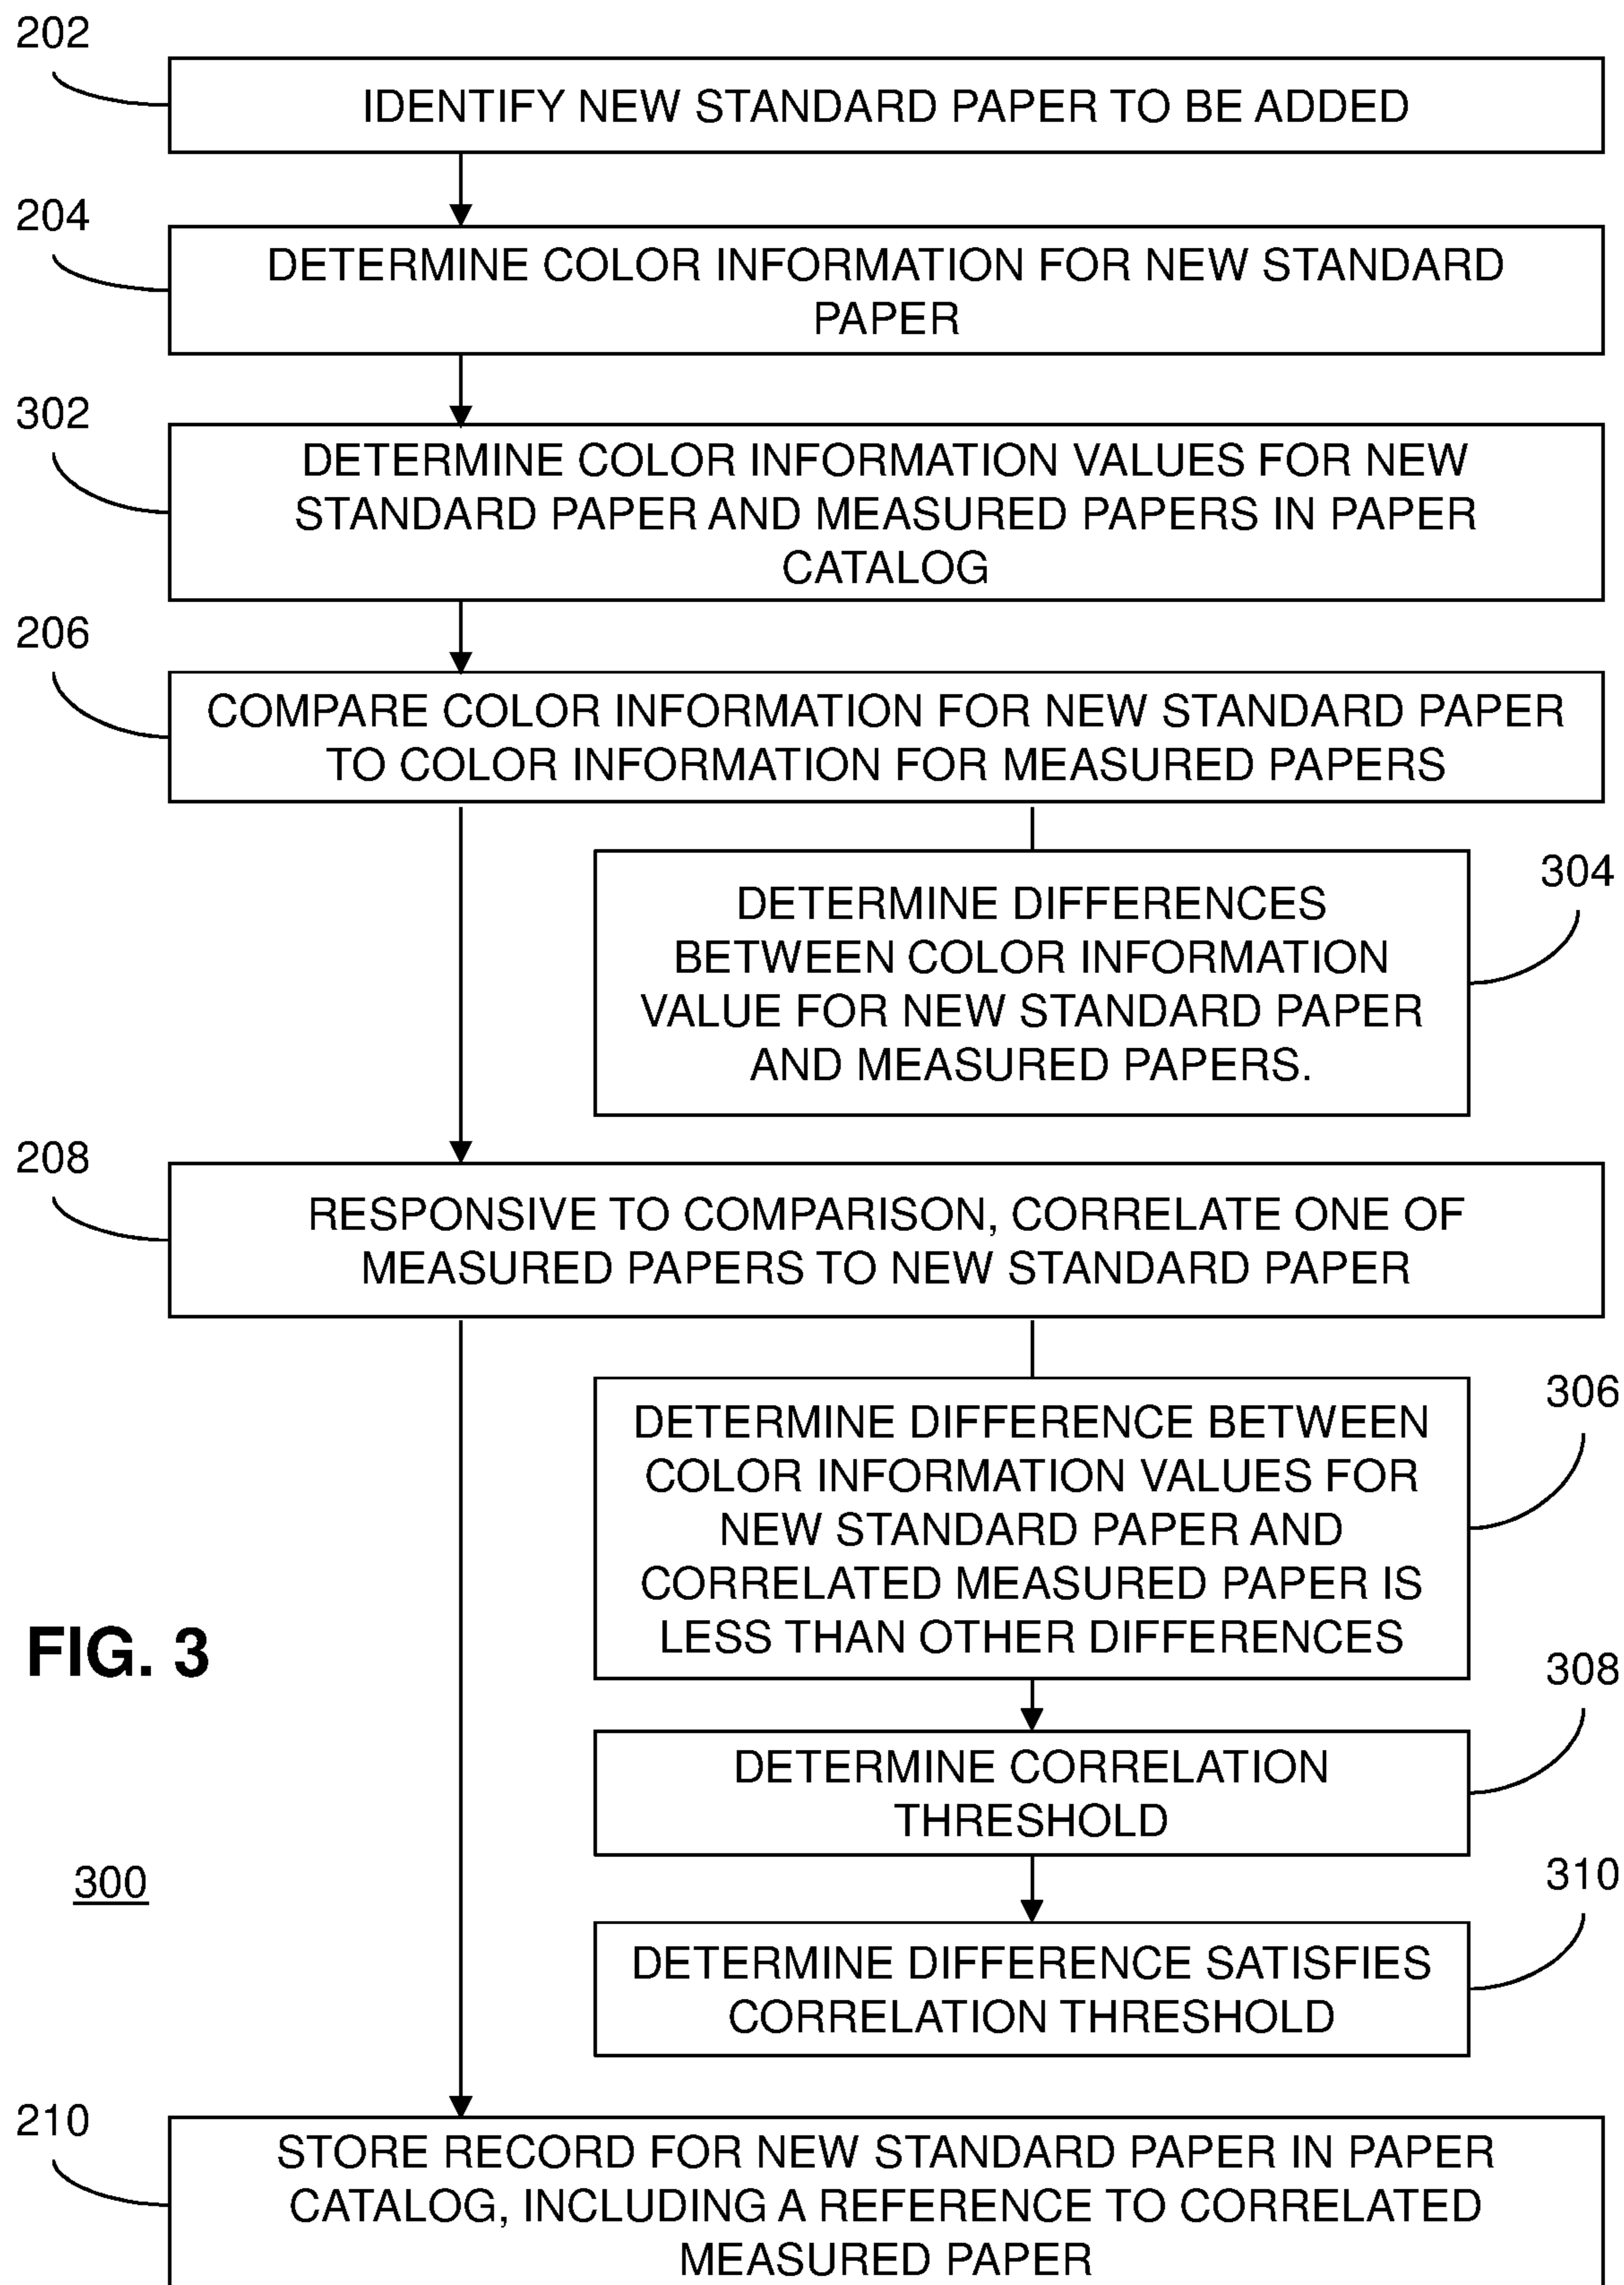 202
IDENTIFY NEW STANDARD PAPER TO BE ADDED
204
DETERMINE COLOR INFORMATION FOR NEW STANDARD
PAPER
302
DETERMINE COLOR INFORMATION VALUES FOR NEW
STANDARD PAPER AND MEASURED PAPERS IN PAPER
CATALOG
206
COMPARE COLOR INFORMATION FOR NEW STANDARD PAPER
TO COLOR INFORMATION FOR MEASURED PAPERS
304
DETERMINE DIFFERENCES
BETWEEN COLOR INFORMATION
VALUE FOR NEW STANDARD PAPER
AND MEASURED PAPERS.
208
RESPONSIVE TO COMPARISON, CORRELATE ONE OF
MEASURED PAPERS TO NEW STANDARD PAPER
306
DETERMINE DIFFERENCE BETWEEN
COLOR INFORMATION VALUES FOR
NEW STANDARD PAPER AND
CORRELATED MEASURED PAPER IS
LESS THAN OTHER DIFFERENCES
FIG. 3
308
DETERMINE CORRELATION
THRESHOLD
300
310
DETERMINE DIFFERENCE SATISFIES
CORRELATION THRESHOLD
210
STORE RECORD FOR NEW STANDARD PAPER IN PAPER
CATALOG, INCLUDING A REFERENCE TO CORRELATED
MEASURED PAPER